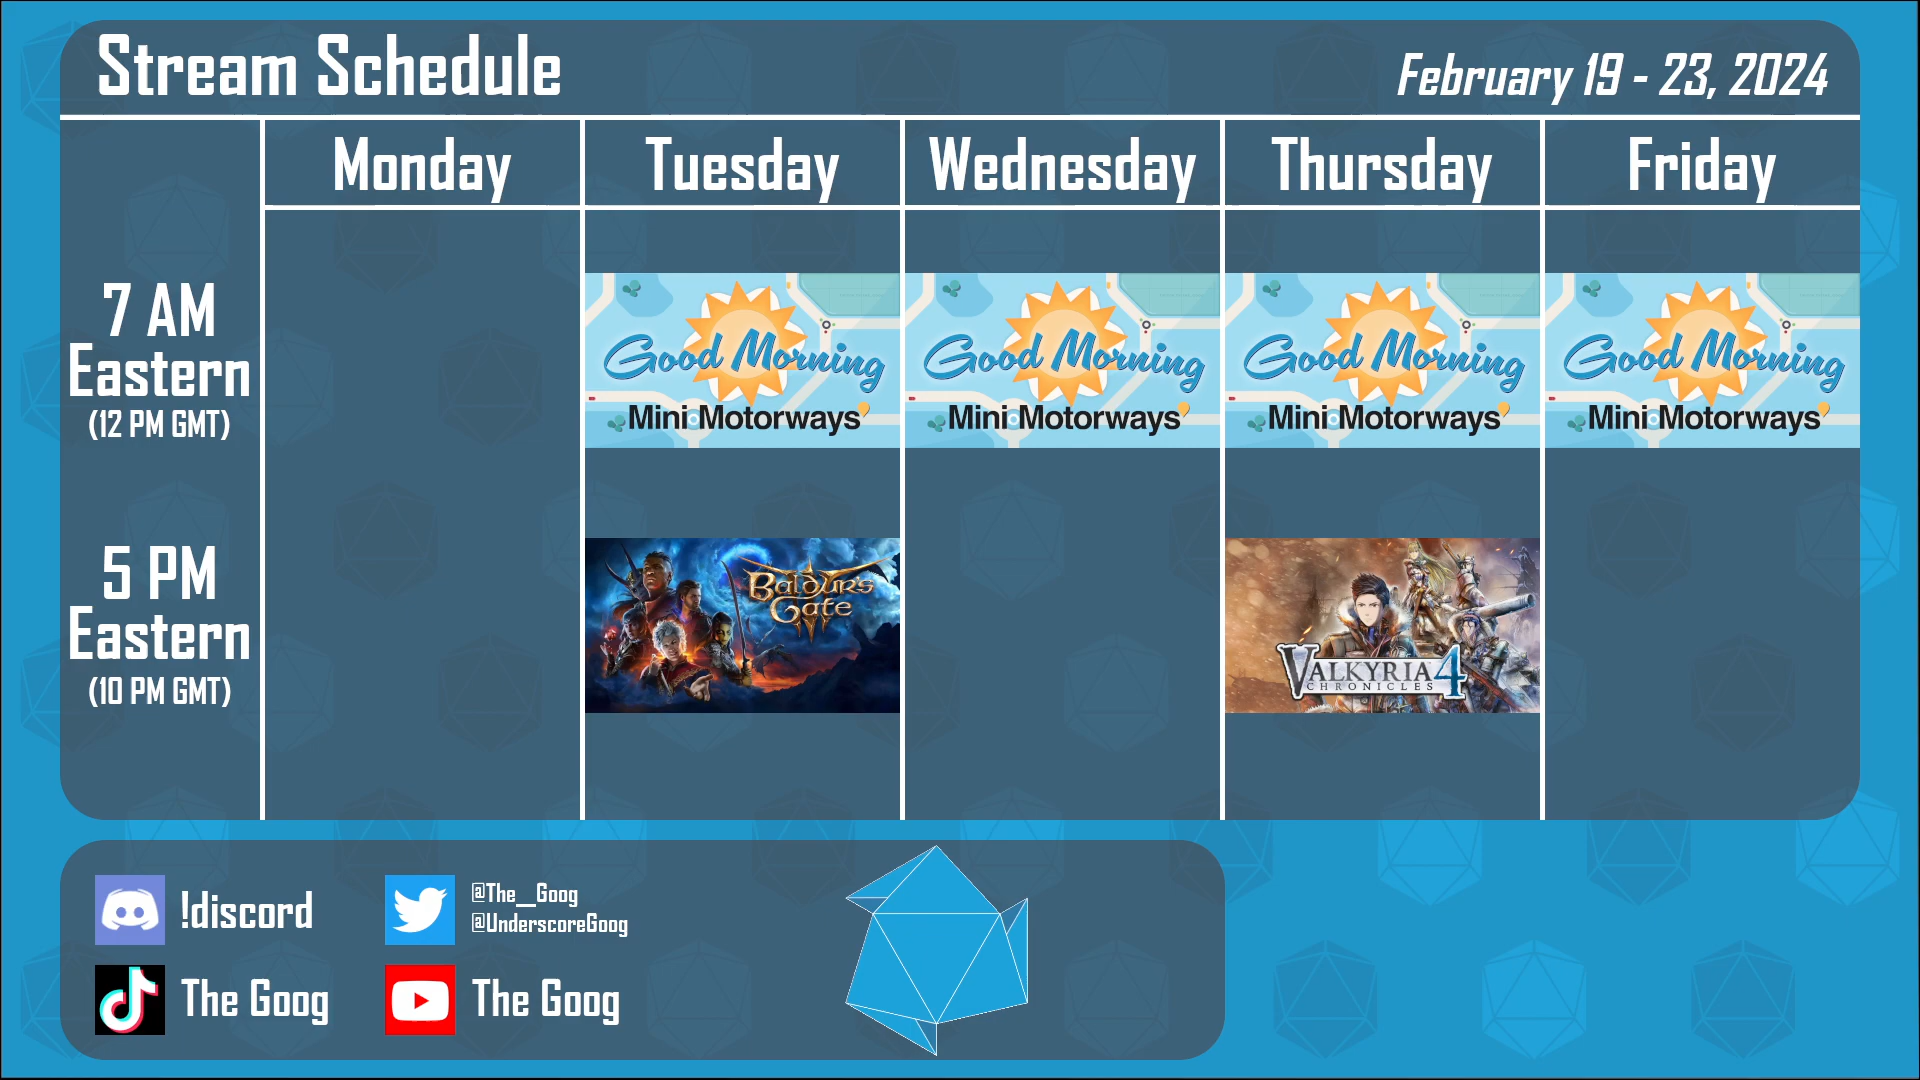 Stream Schedule
February 19 - 23, 2024
Monday
Tuesday
Wednesday
Thursday
Friday
7 AM
Eastern
(12 PM GMT)
Good Morning
Mini Motorways
Good Morning
Mini Motorways
Good Morning
Mini Motorways
Good Morning
Mini Motorways
5 PM
Eastern
(10 PM GMT)
Baldur's
Gate
III
Valkyria
Chronicles
4
!discord
@The__Goog
@UnderscoreGoog
The Goog
The Goog